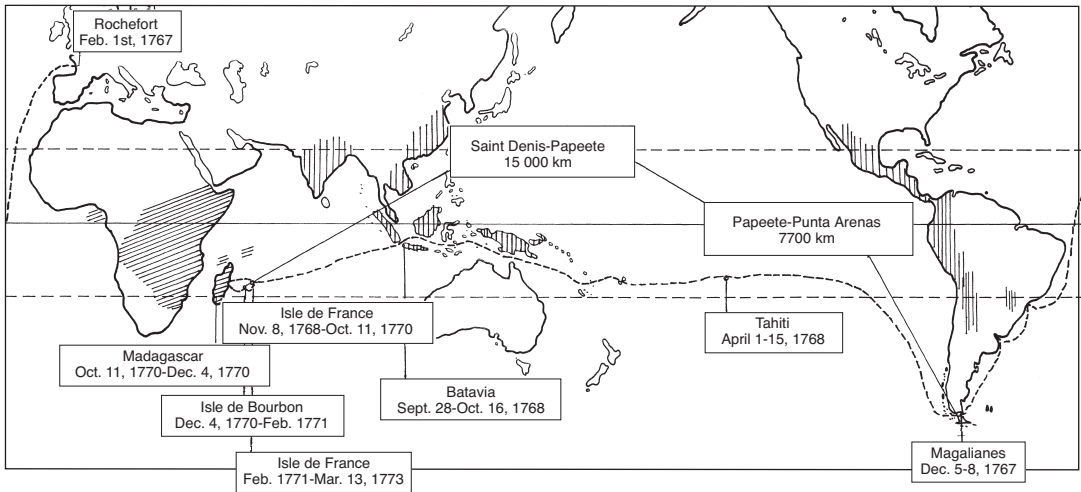 Rochefort
Feb. 1st, 1767
Saint Denis-Papeete
15 000 km
Papeete-Punta Arenas
7700 km
Isle de France
Nov. 8, 1768-Oct. 11, 1770
Tahiti
April 1-15, 1768
Madagascar
Oct. 11, 1770-Dec. 4, 1770
Batavia
Sept. 28-Oct. 16, 1768
Isle de Bourbon
Dec. 4, 1770-Feb. 1771
Magalianes
Dec. 5-8, 1767
Isle de France
Feb. 1771-Mar. 13, 1773